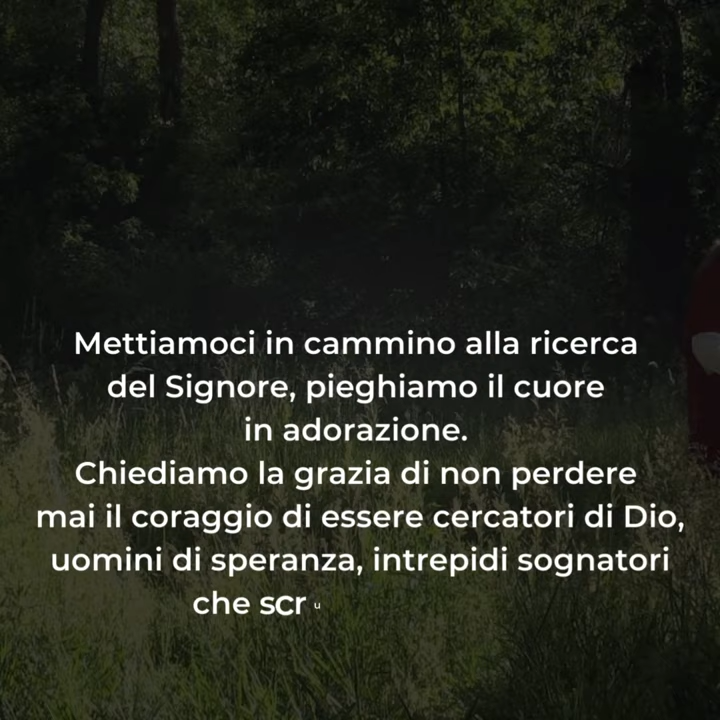 Mettiamoci in cammino alla ricerca
del Signore, pieghiamo il cuore
in adorazione.
Chiediamo la grazia di non perdere
mai il coraggio di essere cercatori di Dio,
uomini di speranza, intrepidi sognatori
che scru